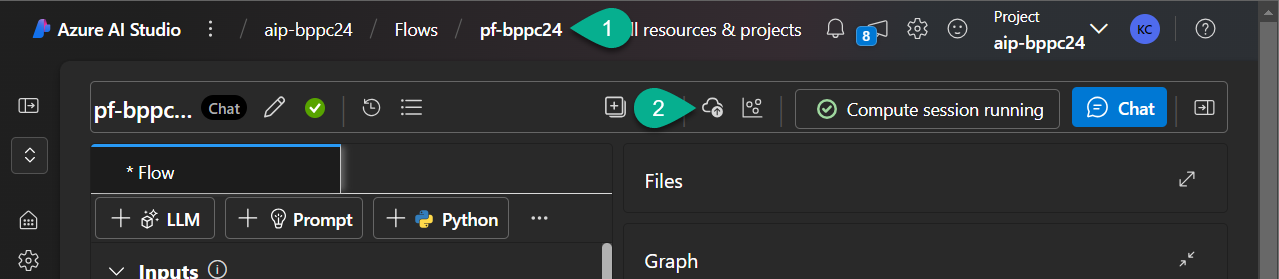 Azure AI Studio / aip-bppc24 / Flows / pf-bppc24 1 ll resources & projects 8 Project aip-bppc24 KC
pf-bppc... Chat 2 Compute session running Chat
* Flow
Files
LLM Prompt Python ...
Inputs
Graph